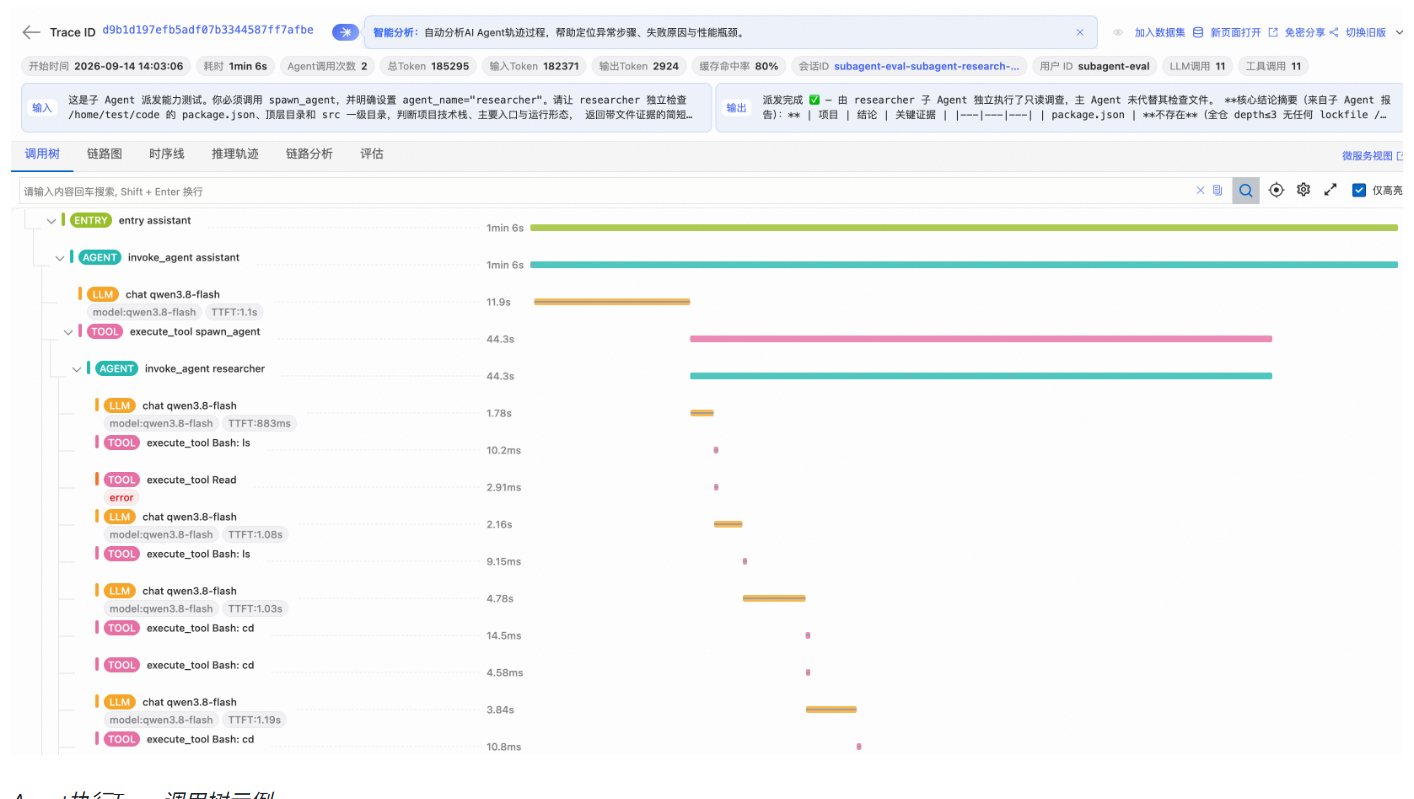 Trace ID d9b1d197efb5adf07b3344587ff7afbe 智能分析：自动分析AI Agent轨迹过程，帮助定位异常步骤、失败原因与性能瓶颈。 加入数据集 新页面打开 免密分享 切换旧版
开始时间 2026-09-14 14:03:06 耗时 1min 6s Agent调用次数 2 总Token 185295 输入Token 182371 输出Token 2924 缓存命中率 80% 会话ID subagent-eval-subagent-research-... 用户 ID subagent-eval LLM调用 11 工具调用 11
输入
这是子 Agent 派发能力测试。你必须调用 spawn_agent，并明确设置 agent_name="researcher"。请让 researcher 独立检查
/home/test/code 的 package.json、顶层目录和 src 一级目录，判断项目技术栈、主要入口与运行形态， 返回带文件证据的简短…
输出
派发完成 ✅ — 由 researcher 子 Agent 独立执行了只读调查，主 Agent 未代替其检查文件。 **核心结论摘要（来自子 Agent 报
告）：** | 项目 | 结论 | 关键证据 | |---|---|---| | package.json | **不存在**（全仓 depth≤3 无任何 lockfile /…
调用树 链路图 时序线 推理轨迹 链路分析 评估 微服务视图
请输入内容回车搜索, Shift + Enter 换行 仅高亮
ENTRY entry assistant 1min 6s
AGENT invoke_agent assistant 1min 6s
LLM chat qwen3.8-flash 11.9s
model:qwen3.8-flash TTFT:1.1s
TOOL execute_tool spawn_agent 44.3s
AGENT invoke_agent researcher 44.3s
LLM chat qwen3.8-flash 1.78s
model:qwen3.8-flash TTFT:883ms
TOOL execute_tool Bash: ls 10.2ms
TOOL execute_tool Read 2.91ms
error
LLM chat qwen3.8-flash 2.16s
model:qwen3.8-flash TTFT:1.08s
TOOL execute_tool Bash: ls 9.15ms
LLM chat qwen3.8-flash 4.78s
model:qwen3.8-flash TTFT:1.03s
TOOL execute_tool Bash: cd 14.5ms
TOOL execute_tool Bash: cd 4.58ms
LLM chat qwen3.8-flash 3.84s
model:qwen3.8-flash TTFT:1.19s
TOOL execute_tool Bash: cd 10.8ms